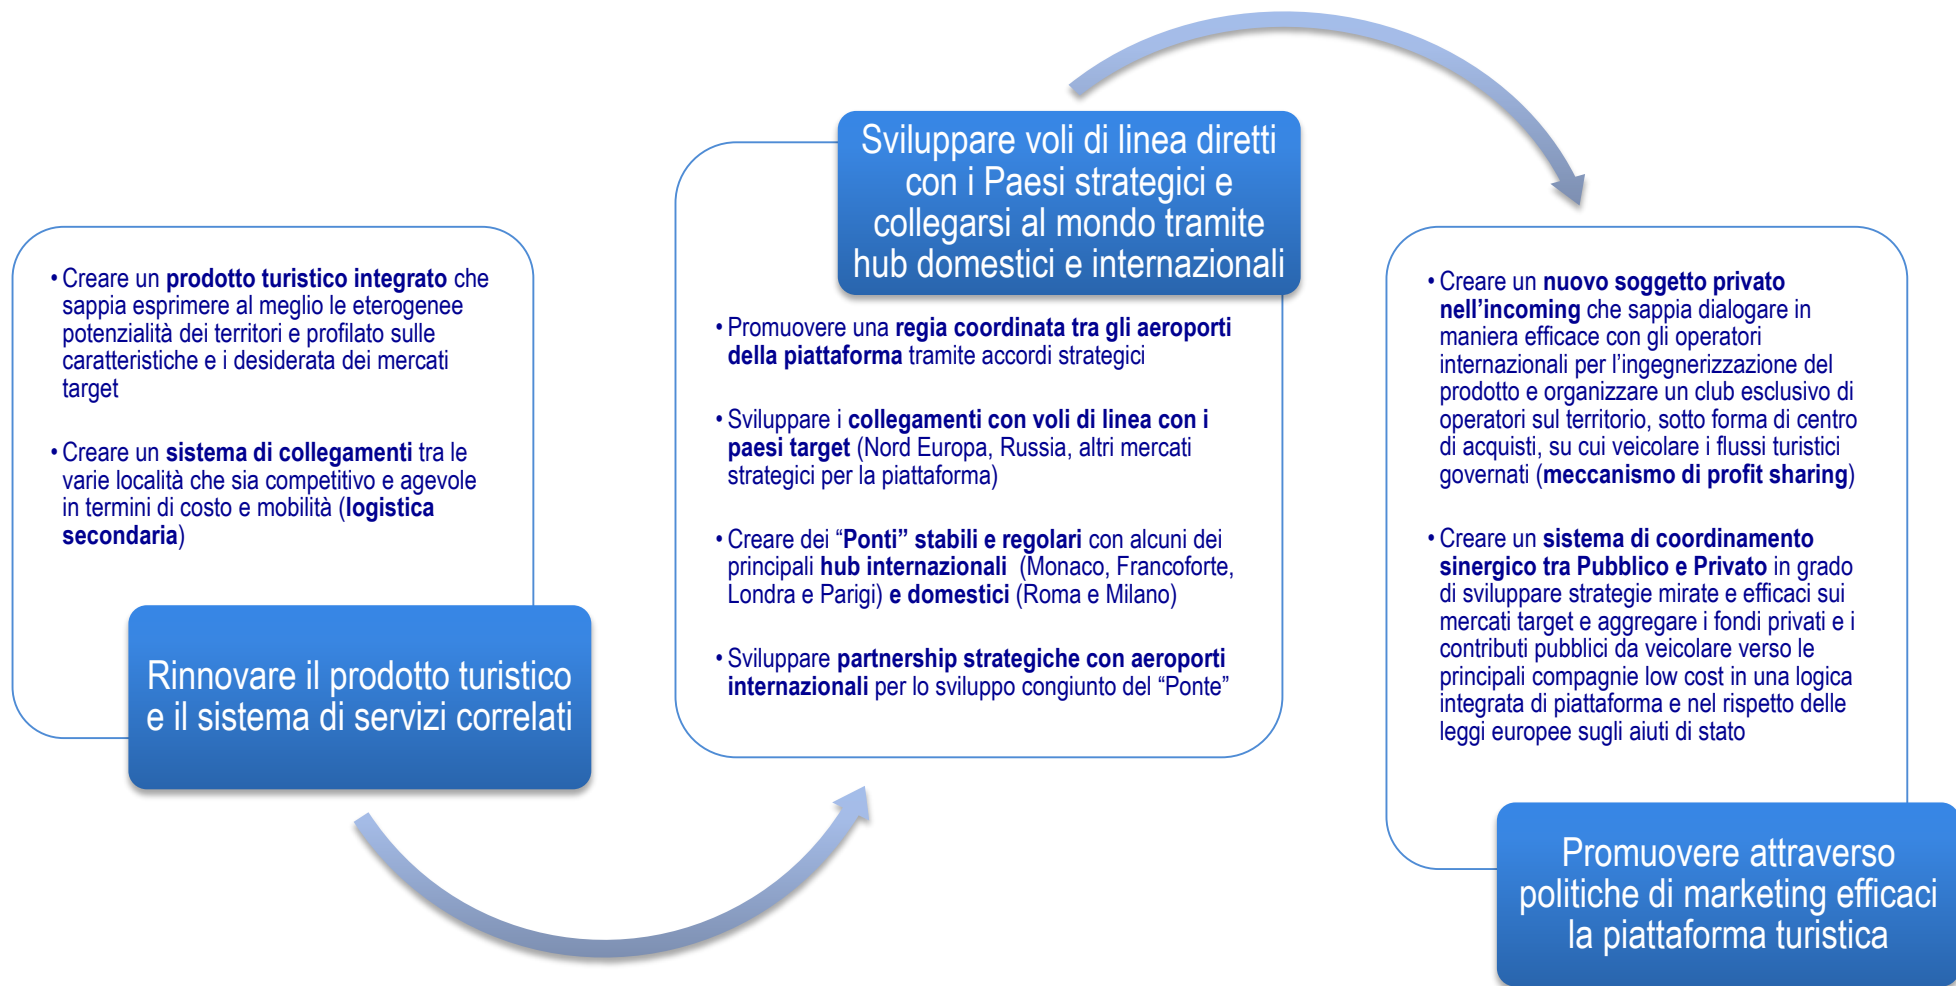 • Creare un prodotto turistico integrato che
sappia esprimere al meglio le eterogenee
potenzialità dei territori e profilato sulle
caratteristiche e i desiderata dei mercati
target
• Creare un sistema di collegamenti tra le
varie località che sia competitivo e agevole
in termini di costo e mobilità (logistica
secondaria)
Rinnovare il prodotto turistico
e il sistema di servizi correlati
Sviluppare voli di linea diretti
con i Paesi strategici e
collegarsi al mondo tramite
hub domestici e internazionali
• Promuovere una regia coordinata tra gli aeroporti
della piattaforma tramite accordi strategici
• Sviluppare i collegamenti con voli di linea con i
paesi target (Nord Europa, Russia, altri mercati
strategici per la piattaforma)
• Creare dei “Ponti” stabili e regolari con alcuni dei
principali hub internazionali (Monaco, Francoforte,
Londra e Parigi) e domestici (Roma e Milano)
• Sviluppare partnership strategiche con aeroporti
internazionali per lo sviluppo congiunto del “Ponte”
• Creare un nuovo soggetto privato
nell’incoming che sappia dialogare in
maniera efficace con gli operatori
internazionali per l’ingegnerizzazione del
prodotto e organizzare un club esclusivo di
operatori sul territorio, sotto forma di centro
di acquisti, su cui veicolare i flussi turistici
governati (meccanismo di profit sharing)
• Creare un sistema di coordinamento
sinergico tra Pubblico e Privato in grado
di sviluppare strategie mirate e efficaci sui
mercati target e aggregare i fondi privati e i
contributi pubblici da veicolare verso le
principali compagnie low cost in una logica
integrata di piattaforma e nel rispetto delle
leggi europee sugli aiuti di stato
Promuovere attraverso
politiche di marketing efficaci
la piattaforma turistica